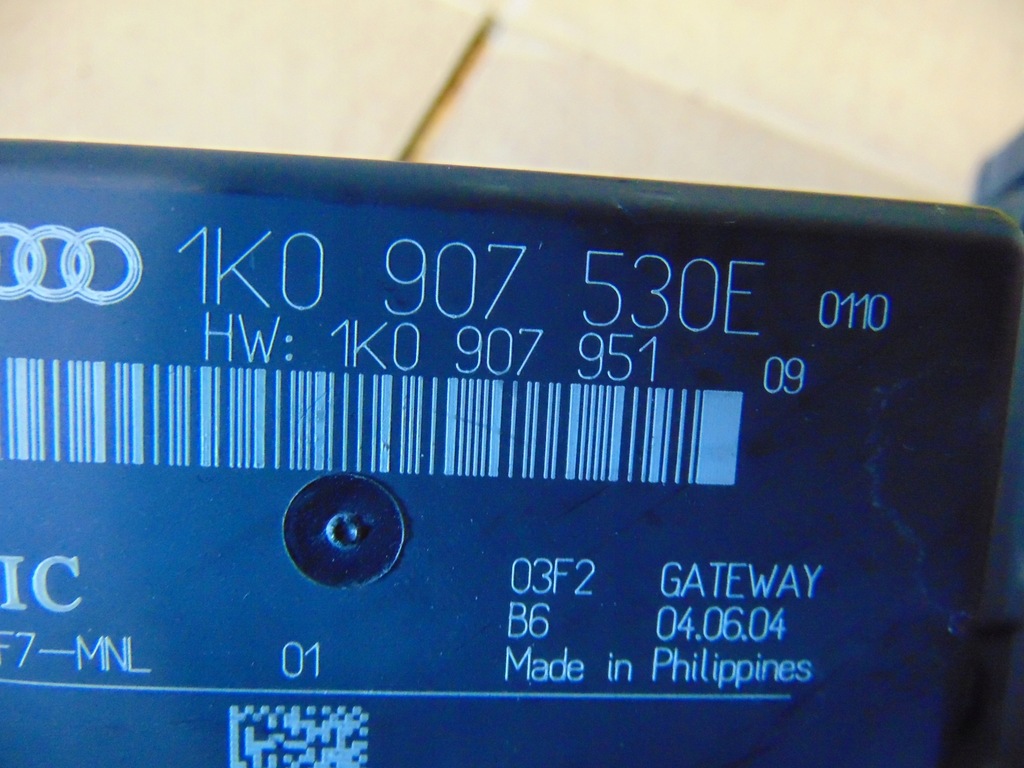 1K0 907 530E 0110
HW: 1K0 907 951 09
IC
03F2 GATEWAY
B6 04.06.04
F7-MNL 01 Made in Philippines